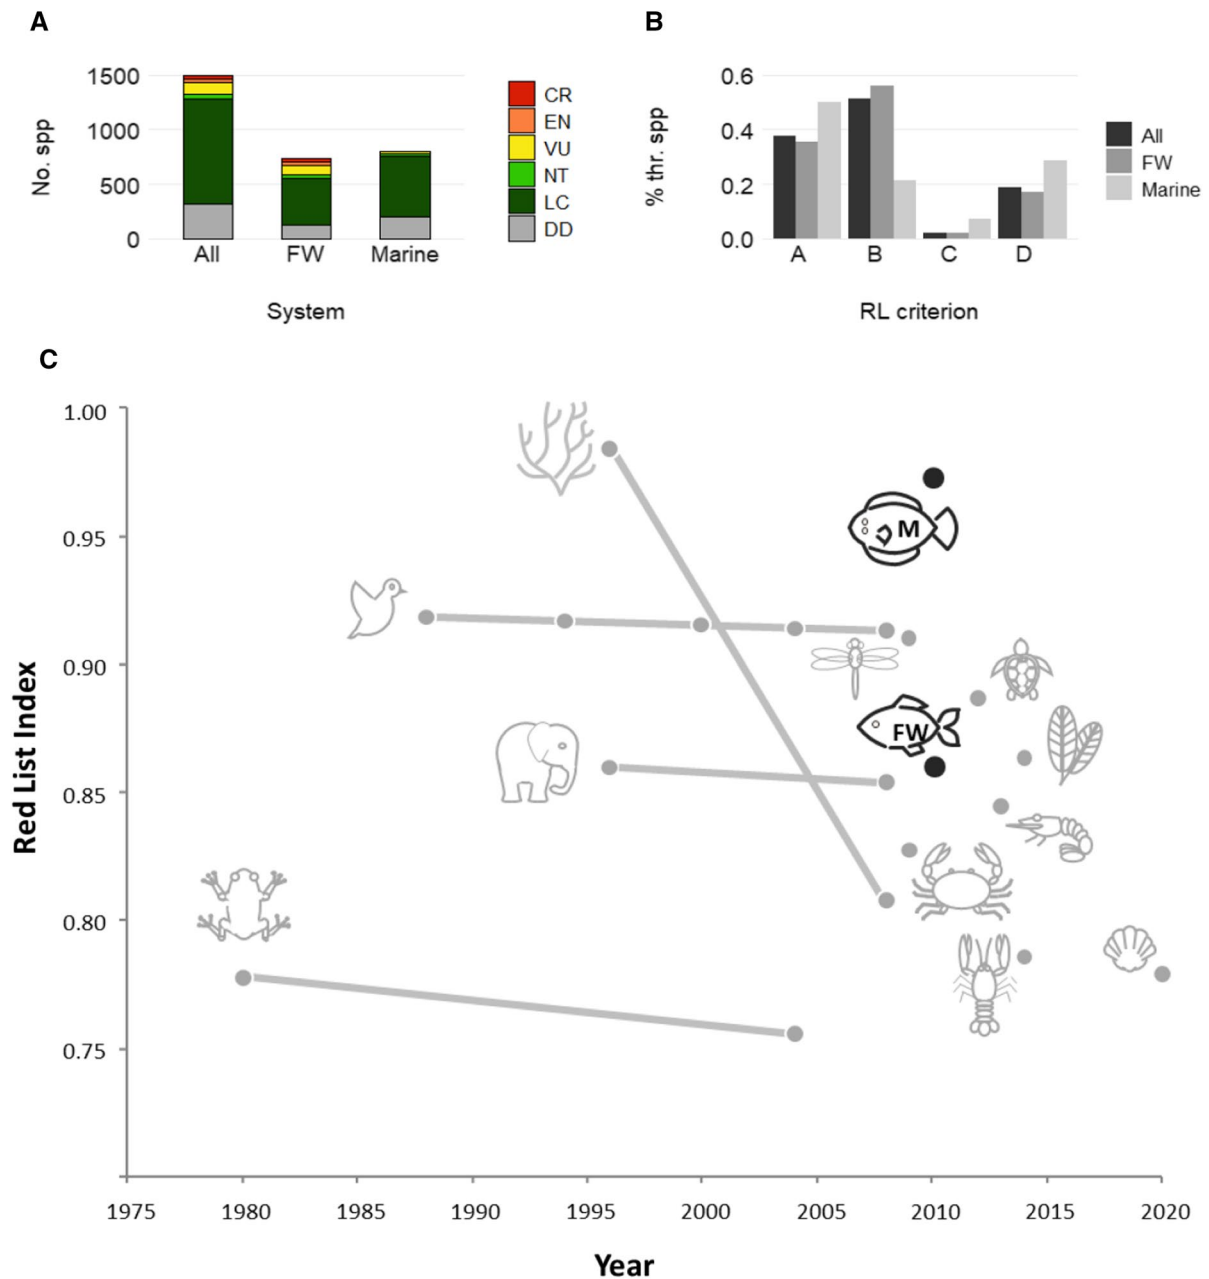 A
B
1500
1000
500
0
No. spp
All
FW
Marine
System
CR
EN
VU
NT
LC
DD
0.6
0.4
0.2
0.0
% thr. spp
A
B
C
D
RL criterion
All
FW
Marine
C
1.00
0.95
0.90
0.85
0.80
0.75
Red List Index
M
FW
1975
1980
1985
1990
1995
2000
2005
2010
2015
2020
Year